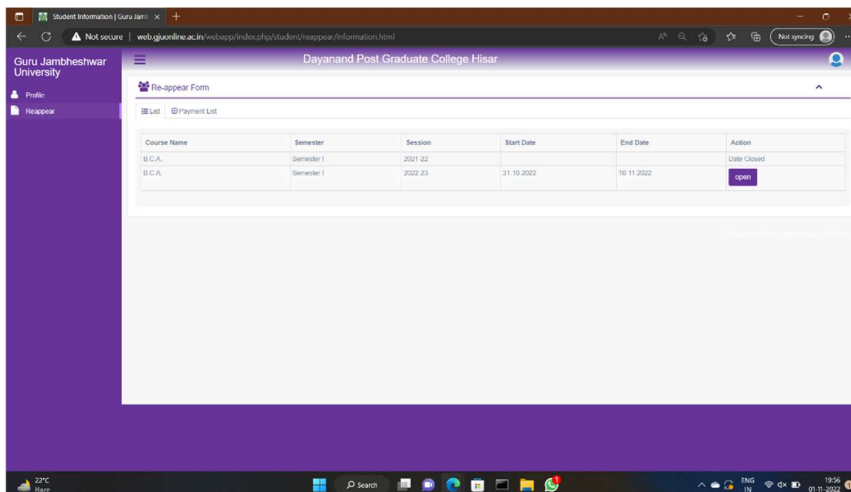 Student Information | Guru Jamb
Not secure | web.gjuonline.ac.in/webapp/index.php/student/reappear/information.html
Not syncing
Guru Jambheshwar University
Dayanand Post Graduate College Hisar
Profile
Reappear
Re-appear Form
List Payment List
Course Name Semester Session Start Date End Date Action
B.C.A. Semester I 2021-22 Date Closed
B.C.A. Semester I 2022-23 31-10-2022 10-11-2022 open
22°C
Haze
Search
ENG
IN
19:56
01-11-2022